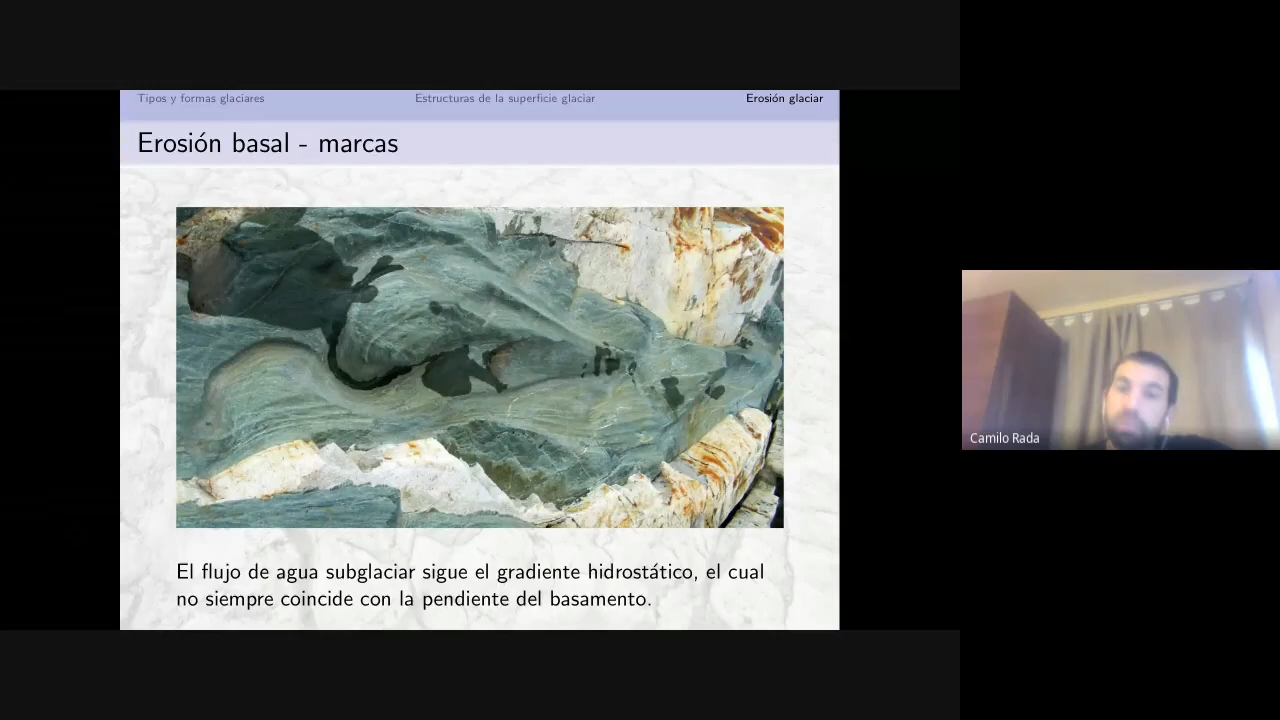 Tipos y formas glaciares
Estructuras de la superficie glaciar
Erosión glaciar
Erosión basal - marcas
El flujo de agua subglaciar sigue el gradiente hidrostático, el cual
no siempre coincide con la pendiente del basamento.
Camilo Rada